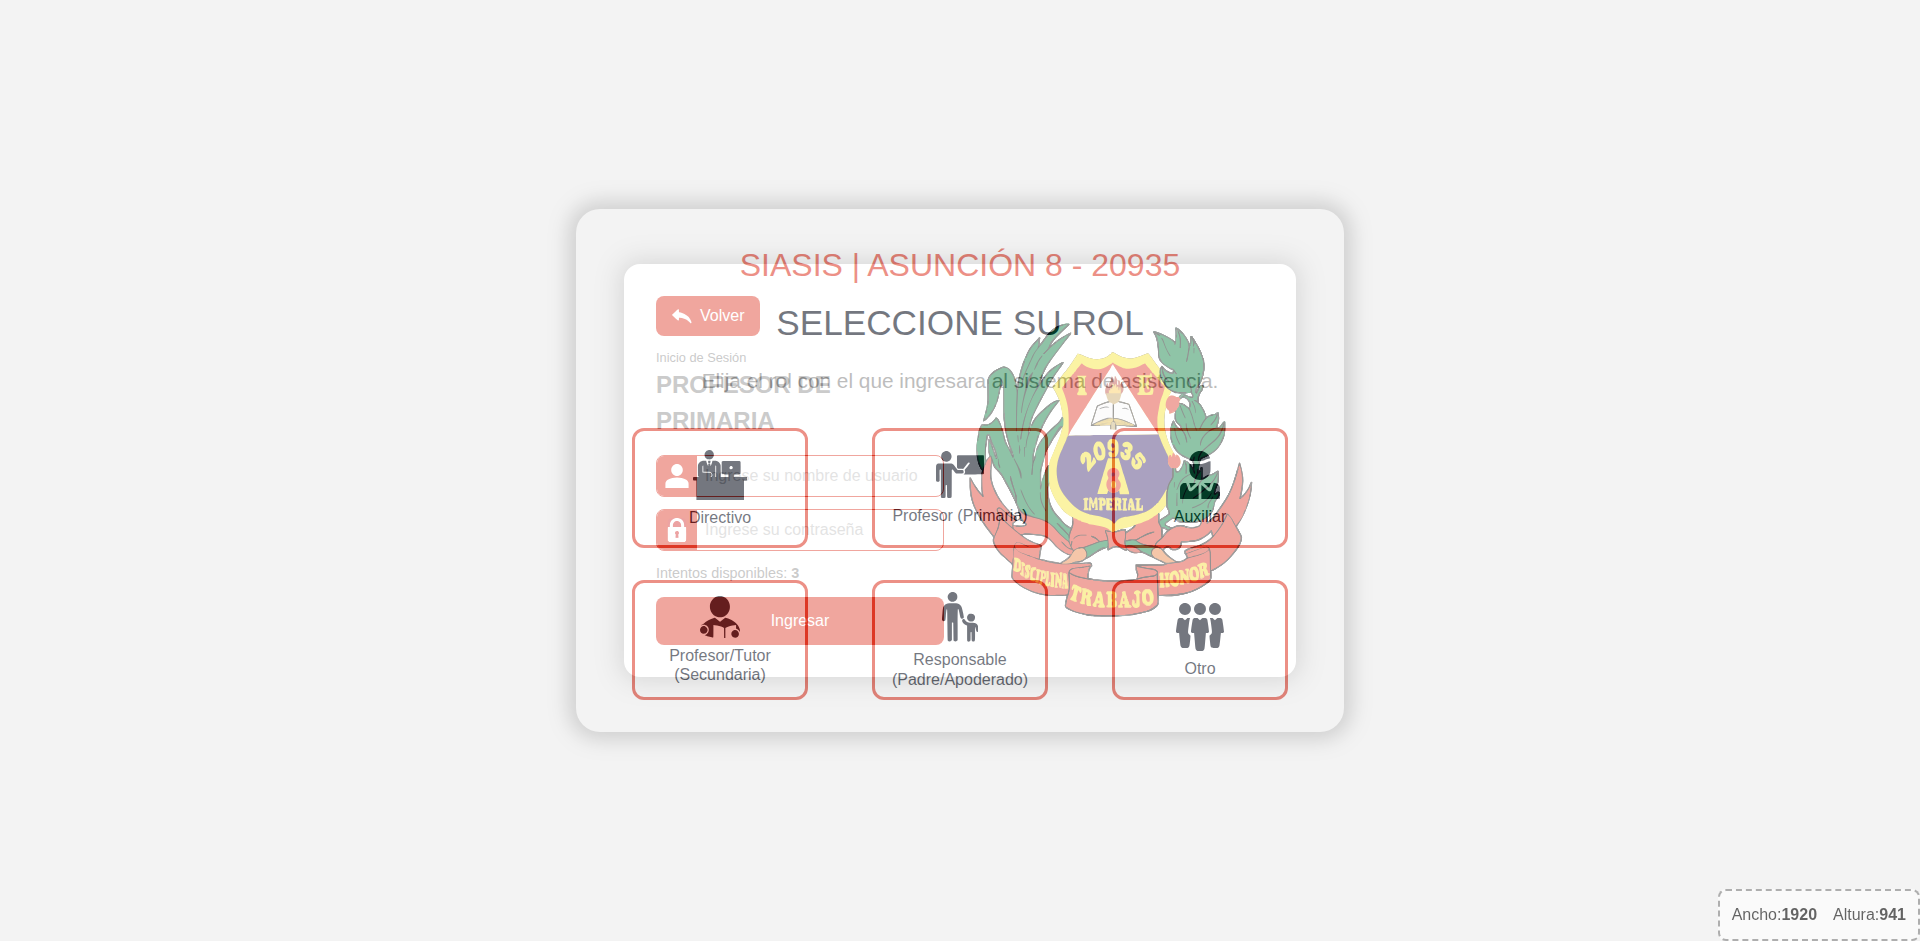 SIASIS | ASUNCIÓN 8 - 20935
Volver
SELECCIONE SU ROL
Inicio de Sesión
Elija el rol con el que ingresara al sistema de asistencia.
PROFESOR DE
PRIMARIA
I E
20935
8
IMPERIAL
DISCIPLINA
TRABAJO
HONOR
Ingrese su nombre de usuario
Directivo
Profesor (Primaria)
Auxiliar
Ingrese su contraseña
Intentos disponibles: 3
Ingresar
Profesor/Tutor
(Secundaria)
Responsable
(Padre/Apoderado)
Otro
Ancho:1920 Altura:941